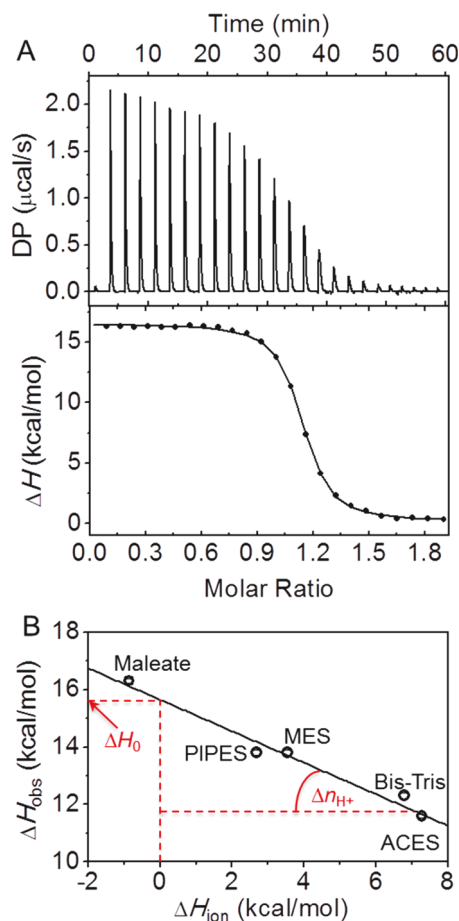 Time (min)
A
0 10 20 30 40 50 60
DP (μcal/s)
2.0
1.5
1.0
0.5
0.0
ΔH (kcal/mol)
15
10
5
0
0.0 0.3 0.6 0.9 1.2 1.5 1.8
Molar Ratio
B
ΔHobs (kcal/mol)
18
16
14
12
10
Maleate
ΔH0
PIPES
MES
Bis-Tris
ΔnH+
ACES
-2 0 2 4 6 8
ΔHion (kcal/mol)